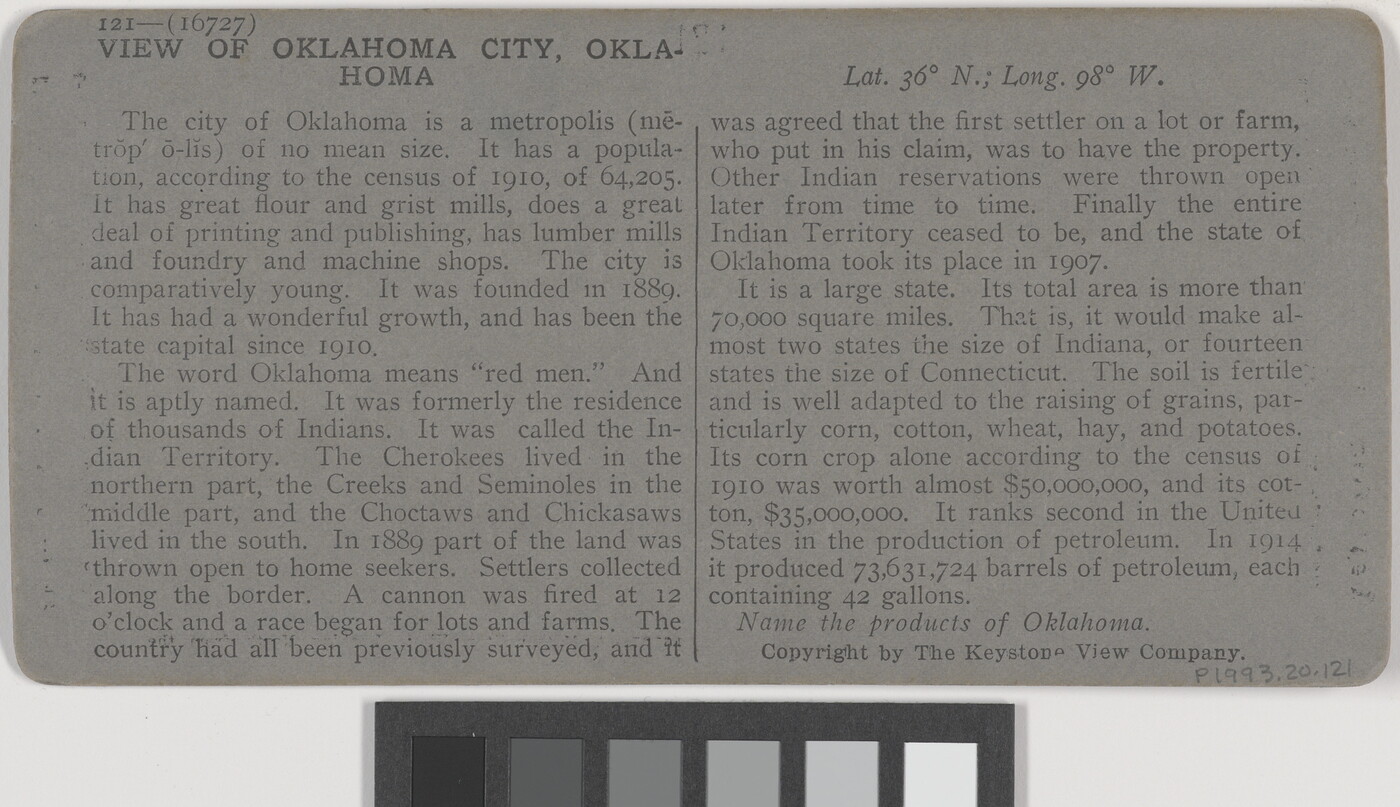 121—(16727)
VIEW OF OKLAHOMA CITY, OKLA-
HOMA
The city of Oklahoma is a metropolis (mē-
trŏp′ ō-lĭs) of no mean size. It has a popula-
tion, according to the census of 1910, of 64,205.
It has great flour and grist mills, does a great
deal of printing and publishing, has lumber mills
and foundry and machine shops. The city is
comparatively young. It was founded in 1889.
It has had a wonderful growth, and has been the
state capital since 1910.
The word Oklahoma means “red men.” And
it is aptly named. It was formerly the residence
of thousands of Indians. It was called the In-
dian Territory. The Cherokees lived in the
northern part, the Creeks and Seminoles in the
middle part, and the Choctaws and Chickasaws
lived in the south. In 1889 part of the land was
thrown open to home seekers. Settlers collected
along the border. A cannon was fired at 12
o’clock and a race began for lots and farms. The
country had all been previously surveyed, and it
Lat. 36° N.; Long. 98° W.
was agreed that the first settler on a lot or farm,
who put in his claim, was to have the property.
Other Indian reservations were thrown open
later from time to time. Finally the entire
Indian Territory ceased to be, and the state of
Oklahoma took its place in 1907.
It is a large state. Its total area is more than
70,000 square miles. That is, it would make al-
most two states the size of Indiana, or fourteen
states the size of Connecticut. The soil is fertile
and is well adapted to the raising of grains, par-
ticularly corn, cotton, wheat, hay, and potatoes.
Its corn crop alone according to the census of
1910 was worth almost $50,000,000, and its cot-
ton, $35,000,000. It ranks second in the United
States in the production of petroleum. In 1914
it produced 73,631,724 barrels of petroleum, each
containing 42 gallons.
Name the products of Oklahoma.
Copyright by The Keystone View Company.
P1993.20.121